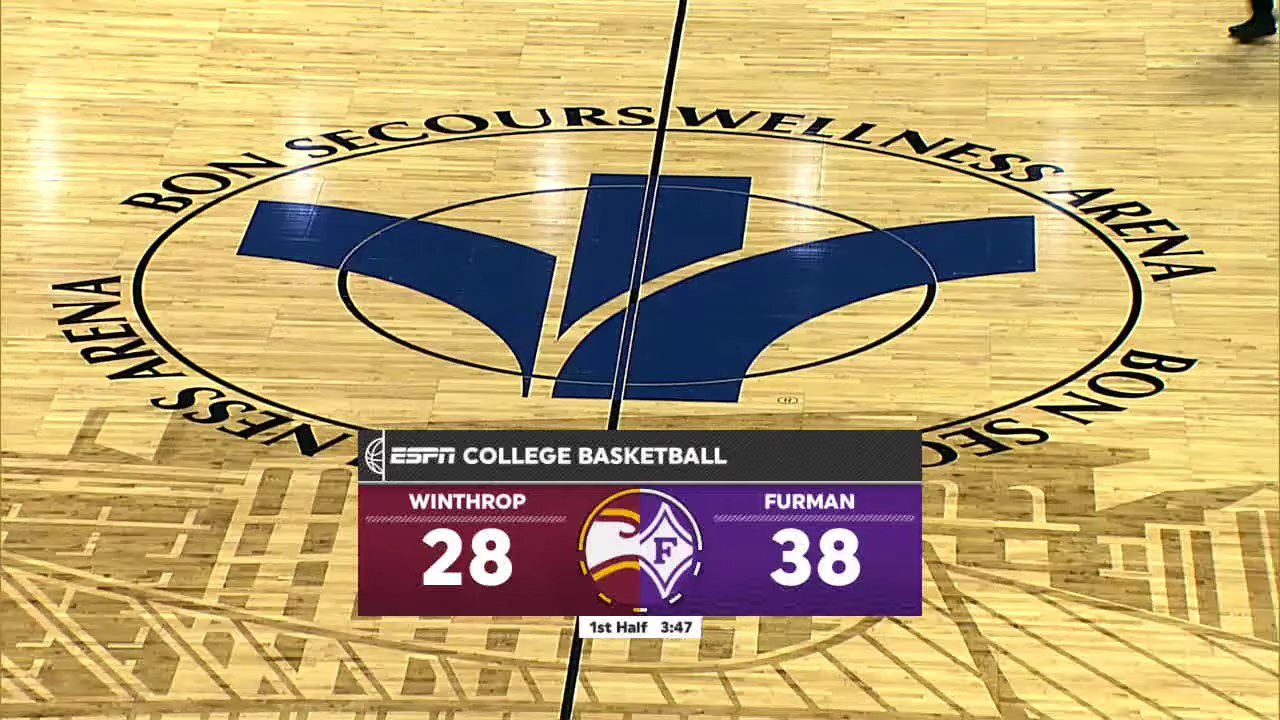 BON SECOURS WELLNESS ARENA
BON SEC
NESS ARENA
ESPN COLLEGE BASKETBALL
WINTHROP
FURMAN
28
F
38
1st Half 3:47